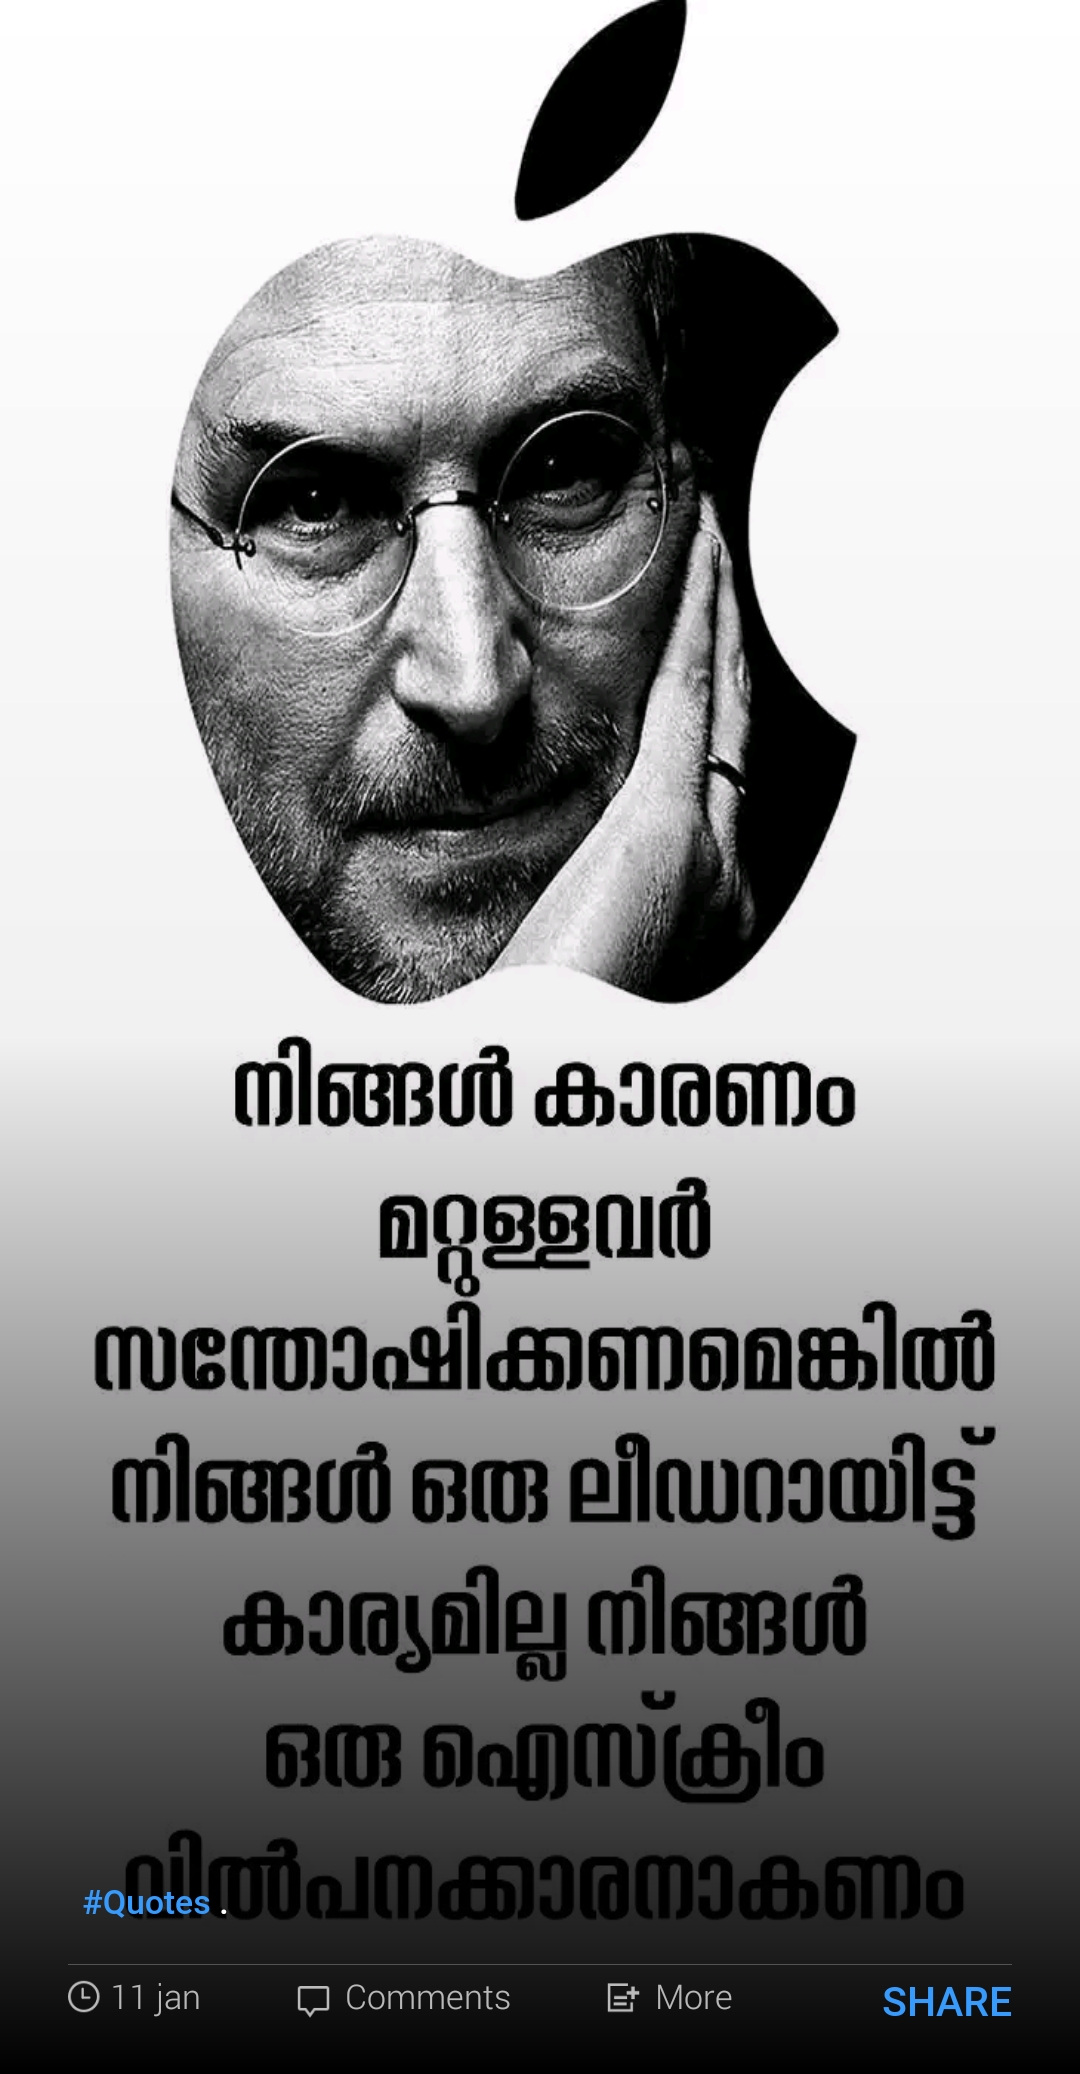 നിങ്ങൾ കാരണം
മറ്റുള്ളവർ
സന്തോഷിക്കണമെങ്കിൽ
നിങ്ങൾ ഒരു ലീഡറായിട്ട്
കാര്യമില്ല നിങ്ങൾ
ഒരു ഐസ്ക്രീം
വിൽപനക്കാരനാകണം
#Quotes .
11 jan Comments More SHARE